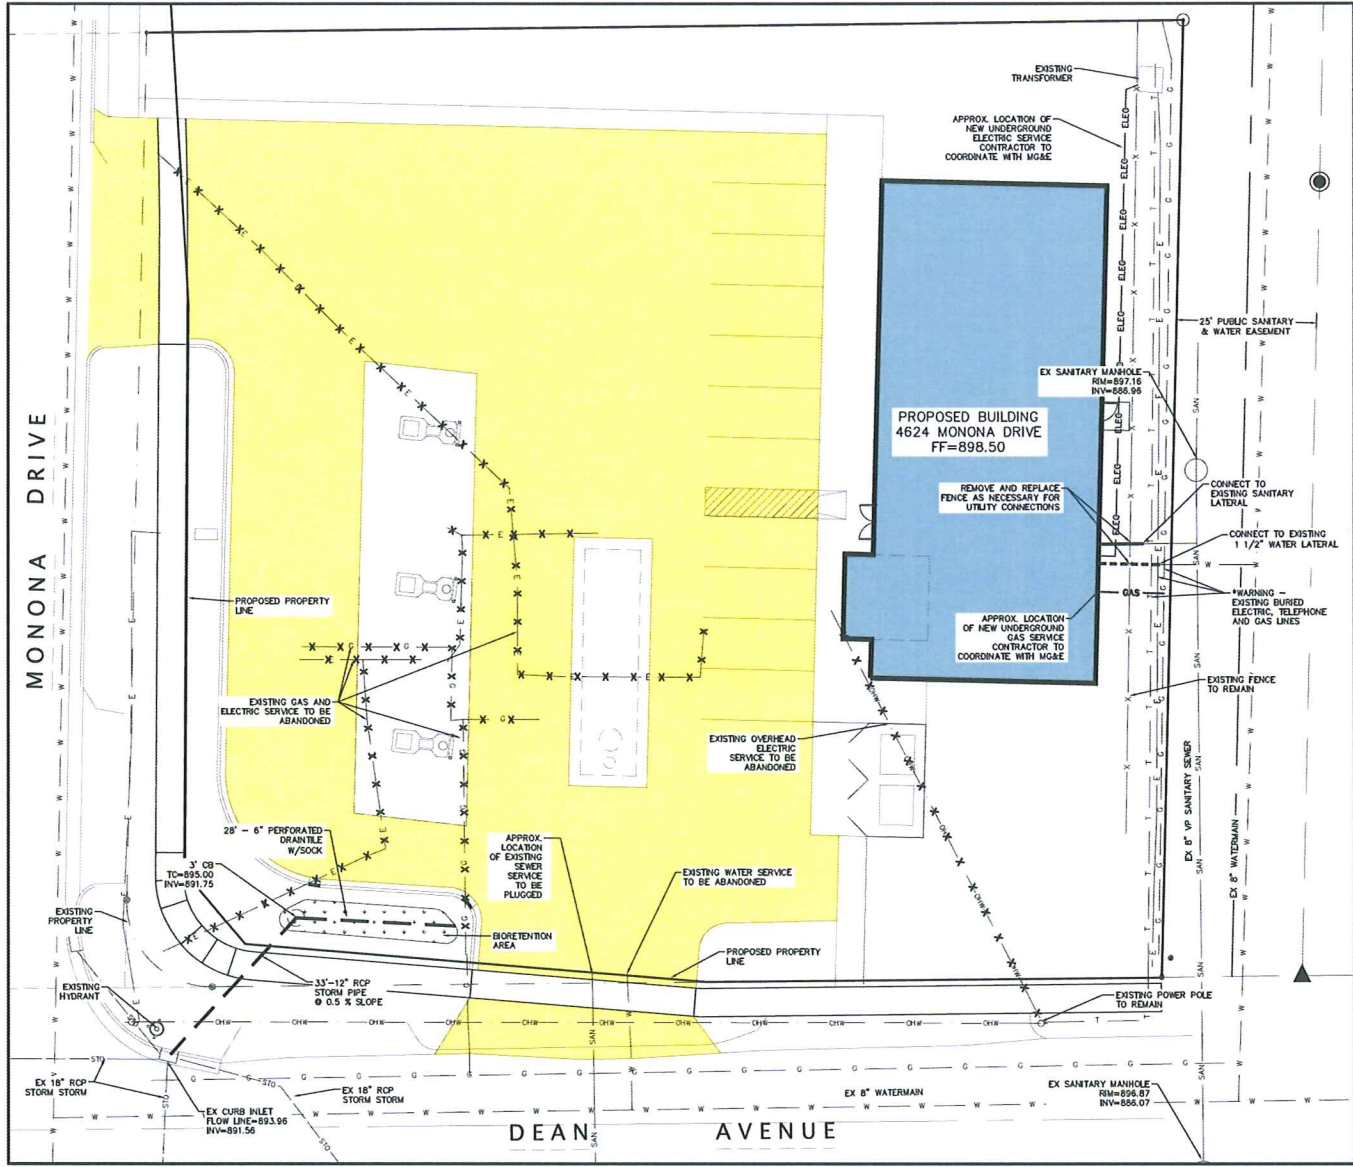 EXISTING
TRANSFORMER
APPROX. LOCATION OF
NEW UNDERGROUND
ELECTRIC SERVICE
CONTRACTOR TO
COORDINATE WITH MG&E
25' PUBLIC SANITARY
& WATER EASEMENT
EX SANITARY MANHOLE
RIM=897.16
INV=886.96
PROPOSED BUILDING
4624 MONONA DRIVE
FF=898.50
REMOVE AND REPLACE
FENCE AS NECESSARY FOR
UTILITY CONNECTIONS
CONNECT TO
EXISTING SANITARY
LATERAL
CONNECT TO EXISTING
1 1/2" WATER LATERAL
GAS
*WARNING -
EXISTING BURIED
ELECTRIC, TELEPHONE
AND GAS LINES
APPROX. LOCATION
OF NEW UNDERGROUND
GAS SERVICE
CONTRACTOR TO
COORDINATE WITH MG&E
EXISTING FENCE
TO REMAIN
MONONA DRIVE
PROPOSED PROPERTY
LINE
EXISTING GAS AND
ELECTRIC SERVICE TO BE
ABANDONED
EXISTING OVERHEAD
ELECTRIC
SERVICE TO BE
ABANDONED
EX 8" VP SANITARY SEWER
EX 8" WATERMAIN
28' - 6" PERFORATED
DRAINTILE
W/SOCK
3' CB
TC=895.00
INV=891.75
APPROX.
LOCATION
OF EXISTING
SEWER
SERVICE
TO BE
PLUGGED
EXISTING WATER SERVICE
TO BE ABANDONED
EXISTING
PROPERTY
LINE
BIORETENTION
AREA
PROPOSED PROPERTY
LINE
33'-12" RCP
STORM PIPE
@ 0.5 % SLOPE
EXISTING
HYDRANT
EXISTING POWER POLE
TO REMAIN
EX 18" RCP
STORM STORM
EX 18" RCP
STORM STORM
EX CURB INLET
FLOW LINE=893.96
INV=891.56
EX 8" WATERMAIN
EX SANITARY MANHOLE
RIM=896.87
INV=886.07
DEAN AVENUE